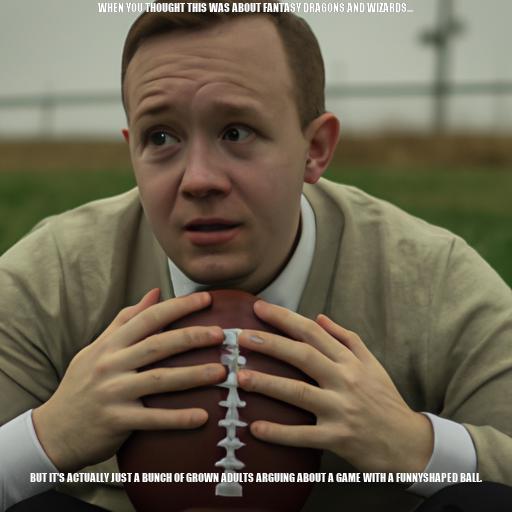 WHEN YOU THOUGHT THIS WAS ABOUT FANTASY DRAGONS AND WIZARDS...
BUT IT'S ACTUALLY JUST A BUNCH OF GROWN ADULTS ARGUING ABOUT A GAME WITH A FUNNYSHAPED BALL.